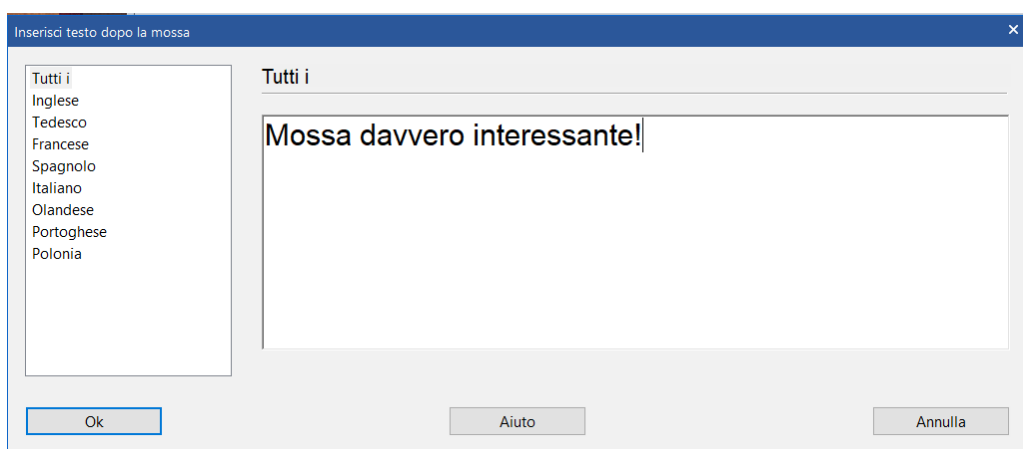 Inserisci testo dopo la mossa
Tutti i
Inglese
Tedesco
Francese
Spagnolo
Italiano
Olandese
Portoghese
Polonia
Tutti i
Mossa davvero interessante!
Ok
Aiuto
Annulla